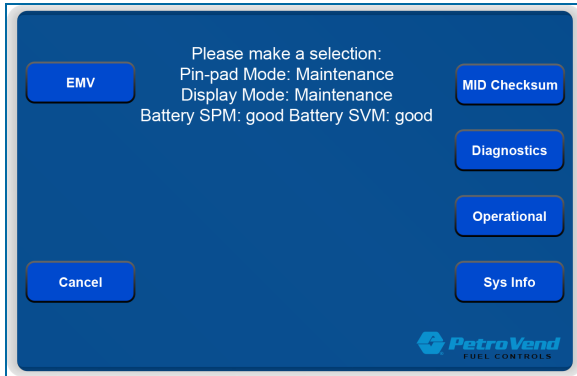 Please make a selection:
Pin-pad Mode: Maintenance
Display Mode: Maintenance
Battery SPM: good Battery SVM: good
EMV
Cancel
MID Checksum
Diagnostics
Operational
Sys Info
PetroVend
FUEL CONTROLS